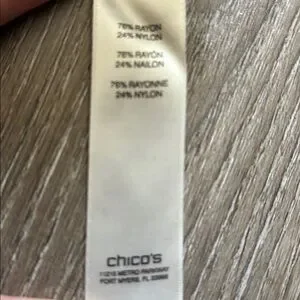 76% RAYON
24% NYLON
76% RAYÓN
24% NAILON
76% RAYONNE
24% NYLON
chico's
11215 METRO PARKWAY
FORT MYERS, FL 33966